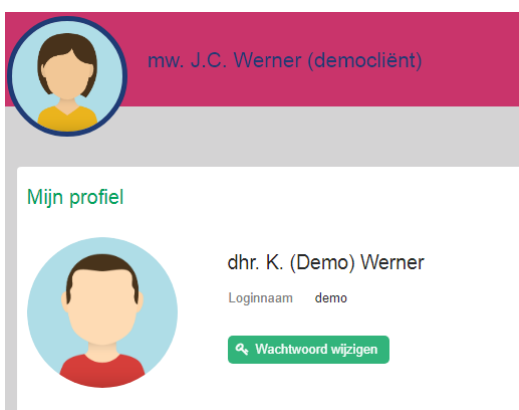 mw. J.C. Werner (democliënt)
Mijn profiel
dhr. K. (Demo) Werner
Loginnaam demo
Wachtwoord wijzigen